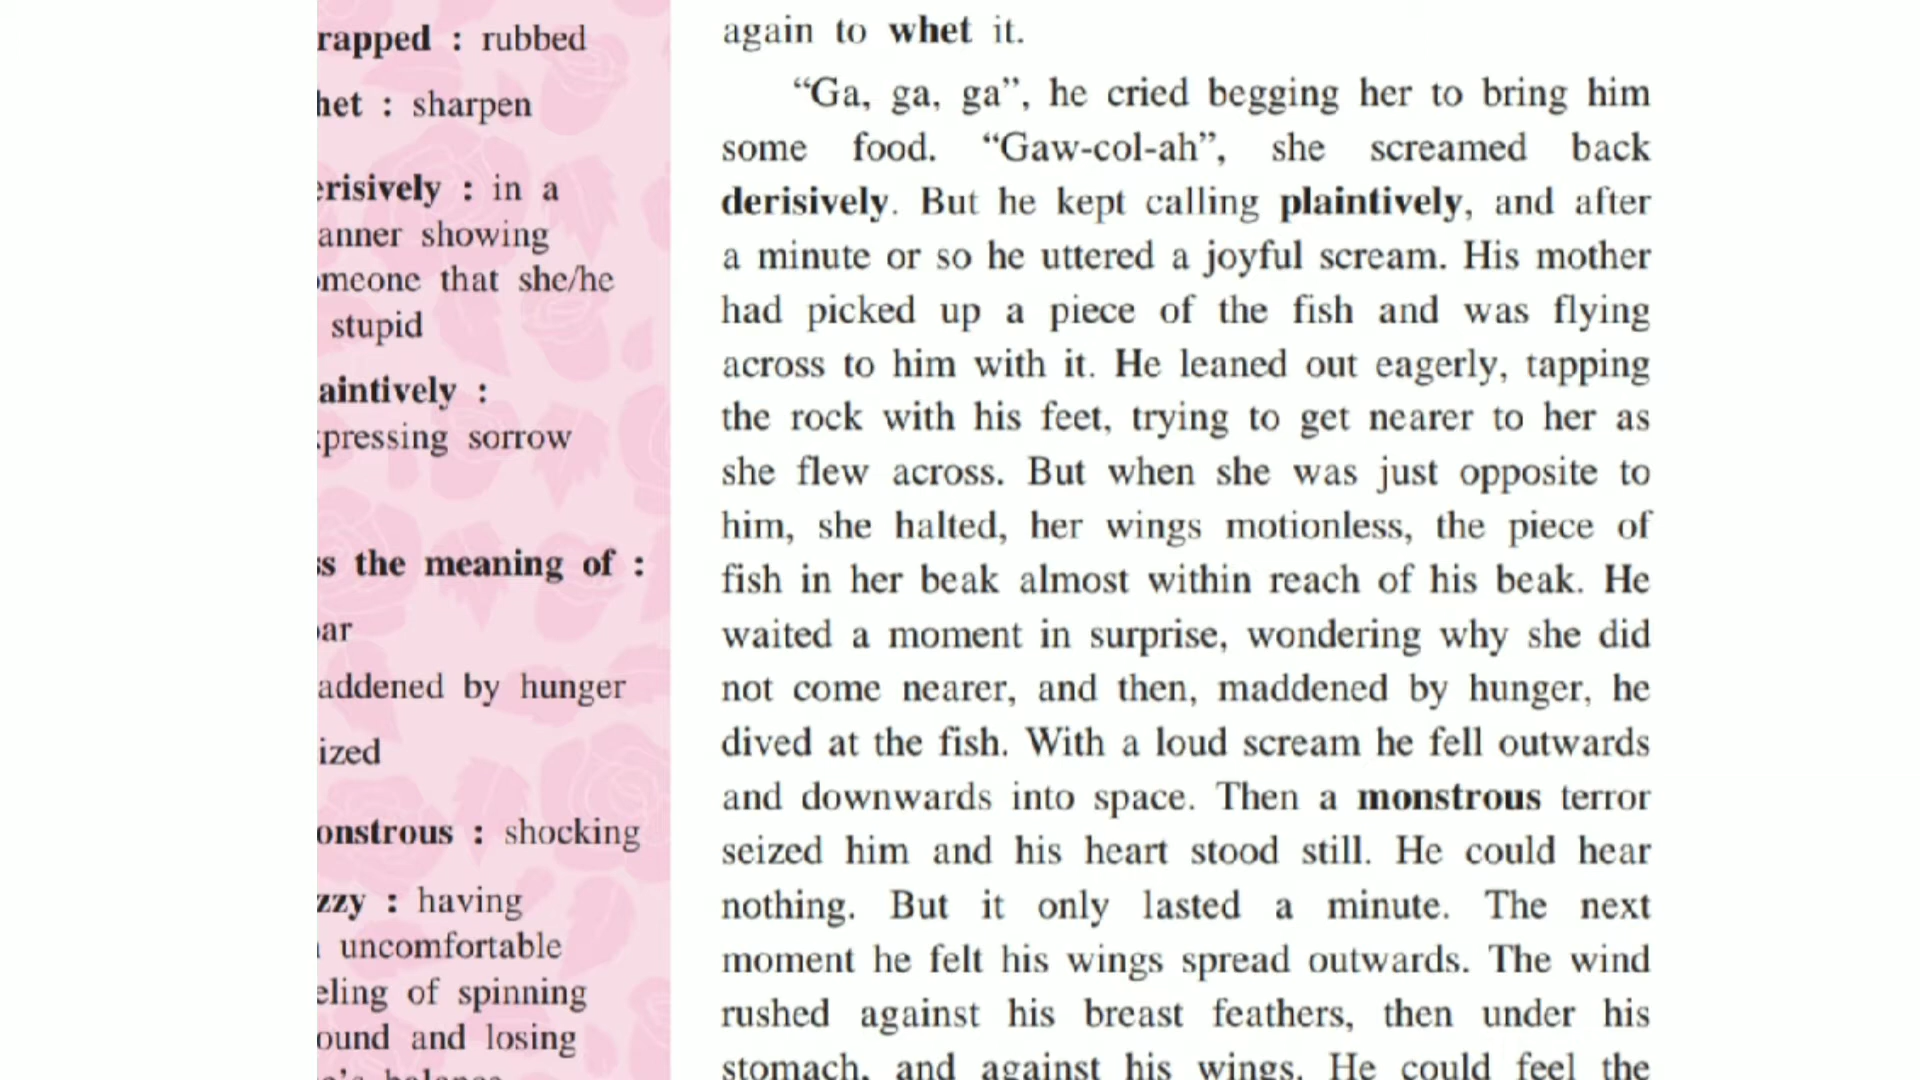 rapped : rubbed
het : sharpen
erisively : in a
anner showing
omeone that she/he
stupid
aintively :
xpressing sorrow
ss the meaning of :
ar
addened by hunger
ized
onstrous : shocking
zzy : having
uncomfortable
eling of spinning
ound and losing
again to whet it.
“Ga, ga, ga”, he cried begging her to bring him
some food. “Gaw-col-ah”, she screamed back
derisively. But he kept calling plaintively, and after
a minute or so he uttered a joyful scream. His mother
had picked up a piece of the fish and was flying
across to him with it. He leaned out eagerly, tapping
the rock with his feet, trying to get nearer to her as
she flew across. But when she was just opposite to
him, she halted, her wings motionless, the piece of
fish in her beak almost within reach of his beak. He
waited a moment in surprise, wondering why she did
not come nearer, and then, maddened by hunger, he
dived at the fish. With a loud scream he fell outwards
and downwards into space. Then a monstrous terror
seized him and his heart stood still. He could hear
nothing. But it only lasted a minute. The next
moment he felt his wings spread outwards. The wind
rushed against his breast feathers, then under his
stomach, and against his wings. He could feel the